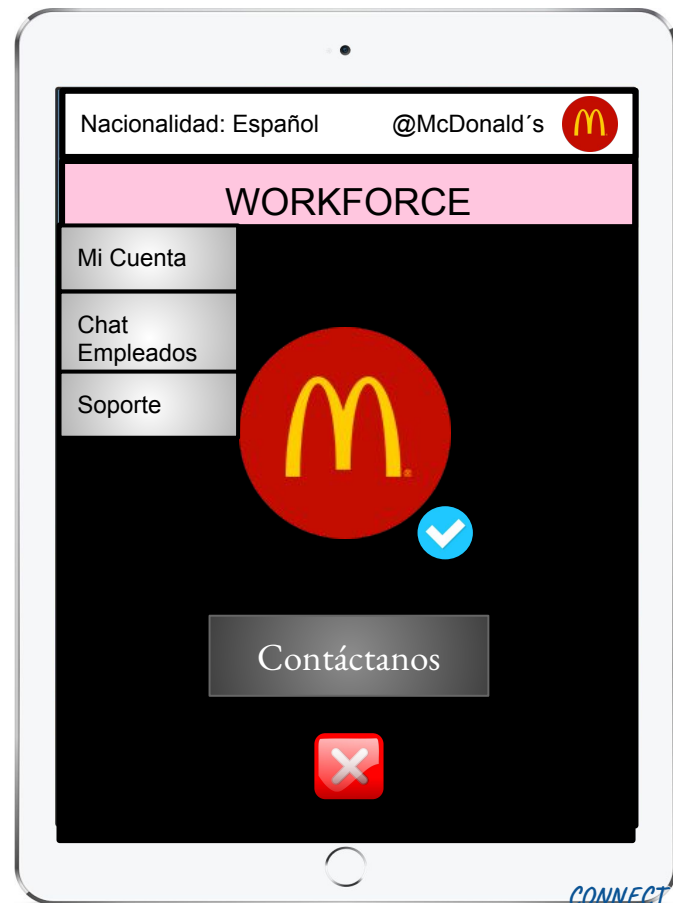 Nacionalidad: Español @McDonald´s
WORKFORCE
Mi Cuenta
Chat
Empleados
Soporte
M
Contáctanos
CONNECT